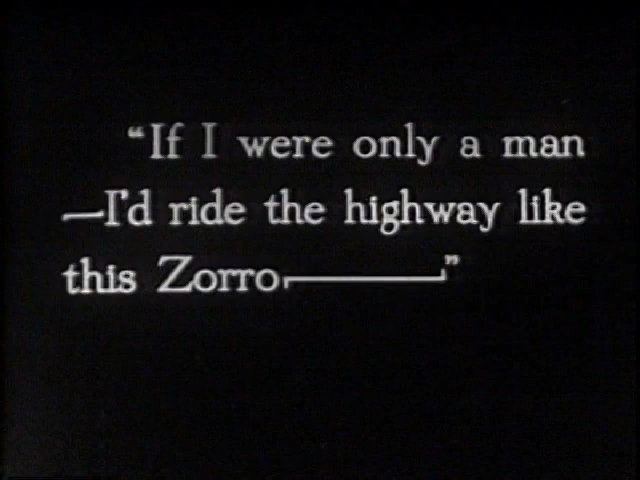 “If I were only a man
—I'd ride the highway like
this Zorro———”